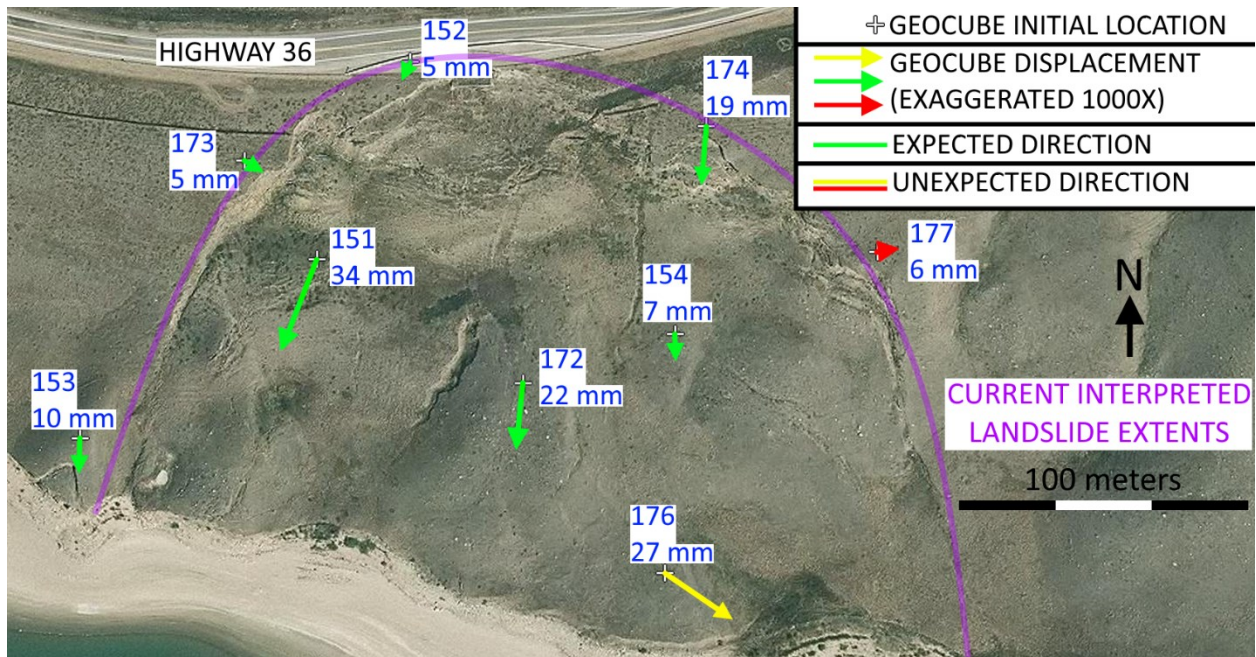 HIGHWAY 36
152
5 mm
174
19 mm
173
5 mm
151
34 mm
154
7 mm
177
6 mm
153
10 mm
172
22 mm
176
27 mm
GEOCUBE INITIAL LOCATION
GEOCUBE DISPLACEMENT
(EXAGGERATED 1000X)
EXPECTED DIRECTION
UNEXPECTED DIRECTION
N
CURRENT INTERPRETED
LANDSLIDE EXTENTS
100 meters